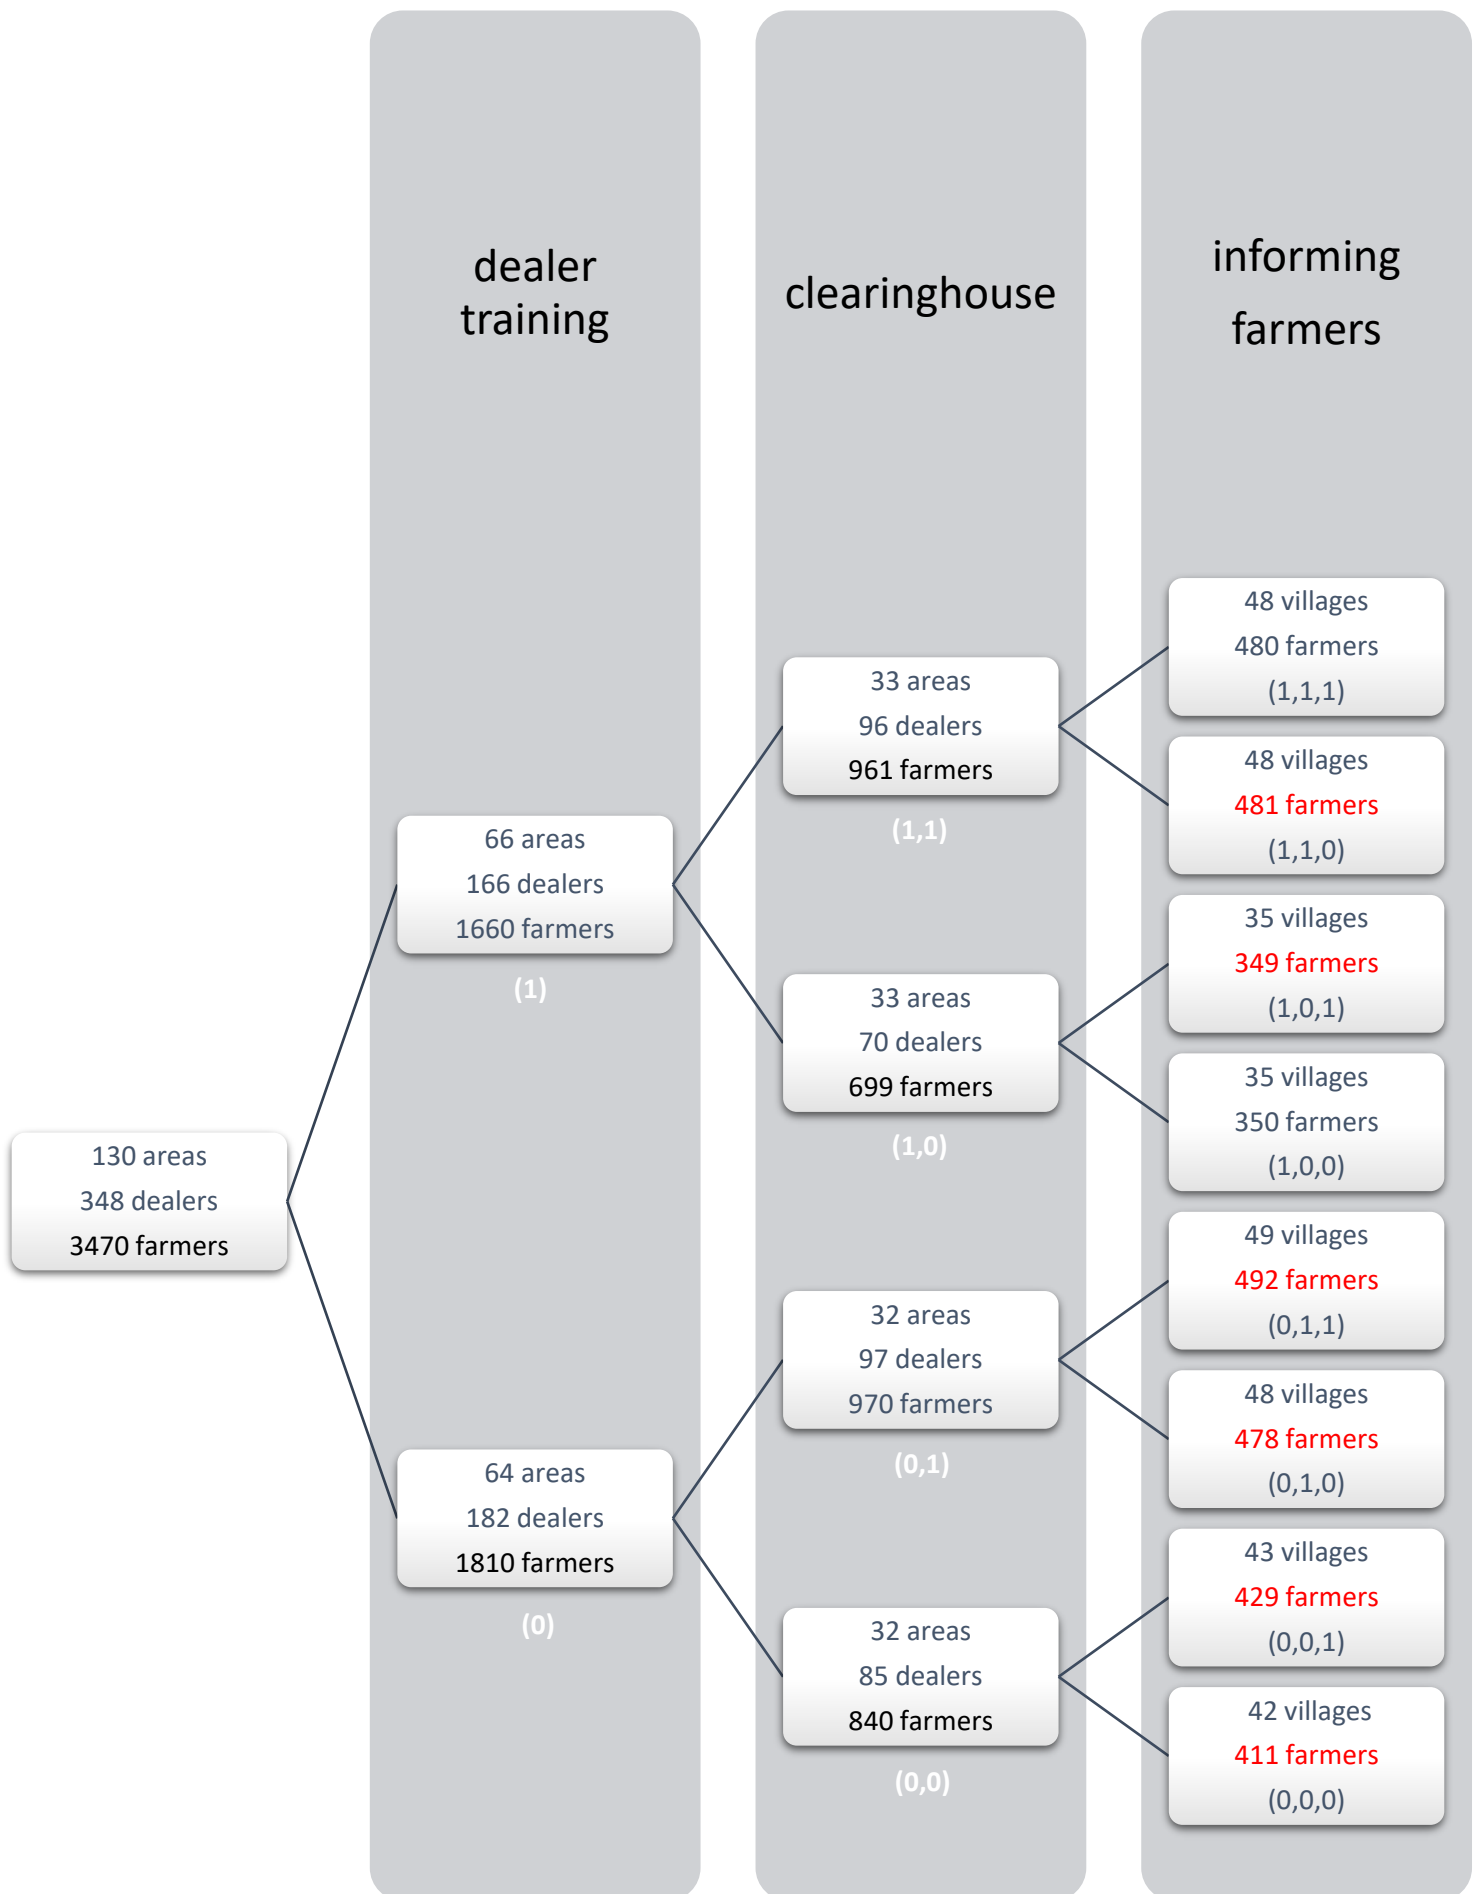 dealer
training
clearinghouse
informing
farmers
130 areas
348 dealers
3470 farmers
66 areas
166 dealers
1660 farmers
(1)
64 areas
182 dealers
1810 farmers
(0)
33 areas
96 dealers
961 farmers
(1,1)
33 areas
70 dealers
699 farmers
(1,0)
32 areas
97 dealers
970 farmers
(0,1)
32 areas
85 dealers
840 farmers
(0,0)
48 villages
480 farmers
(1,1,1)
48 villages
481 farmers
(1,1,0)
35 villages
349 farmers
(1,0,1)
35 villages
350 farmers
(1,0,0)
49 villages
492 farmers
(0,1,1)
48 villages
478 farmers
(0,1,0)
43 villages
429 farmers
(0,0,1)
42 villages
411 farmers
(0,0,0)